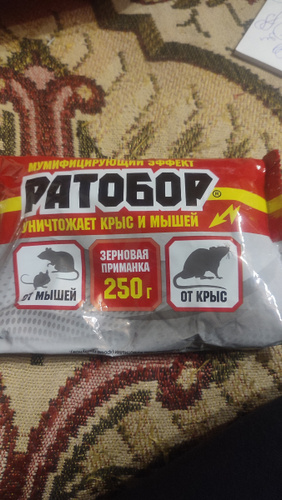 МУМИФИЦИРУЮЩИЙ ЭФФЕКТ
РАТОБОР®
УНИЧТОЖАЕТ КРЫС И МЫШЕЙ
ОТ МЫШЕЙ
ЗЕРНОВАЯ
ПРИМАНКА
250 г
ОТ КРЫС